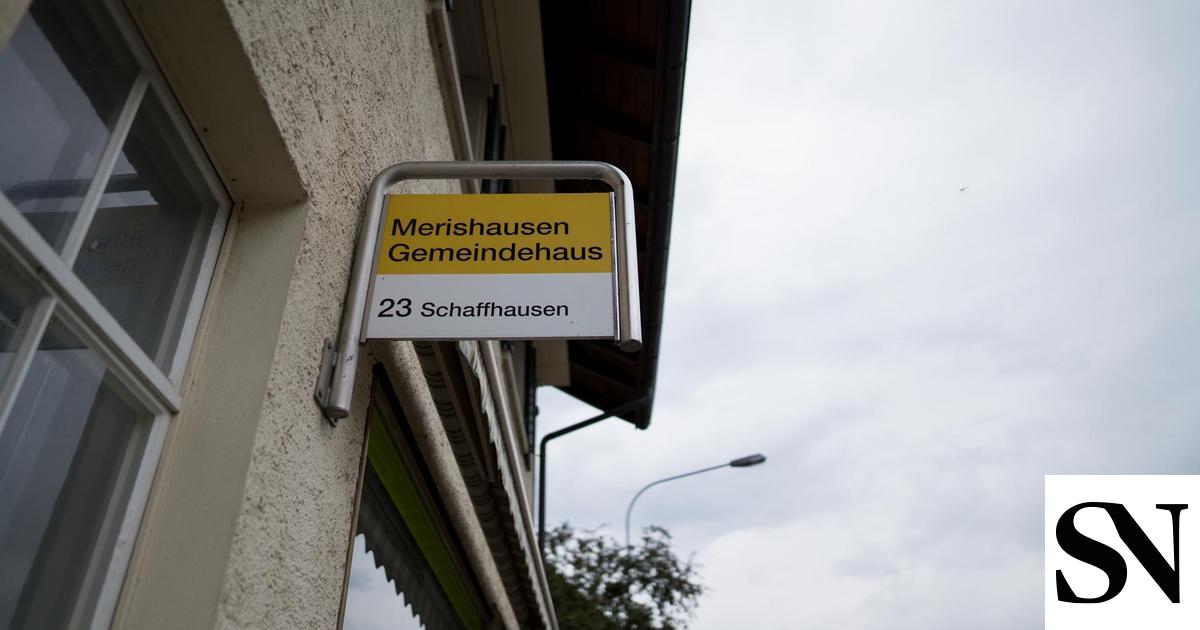 Merishausen
Gemeindehaus
23 Schaffhausen
SN